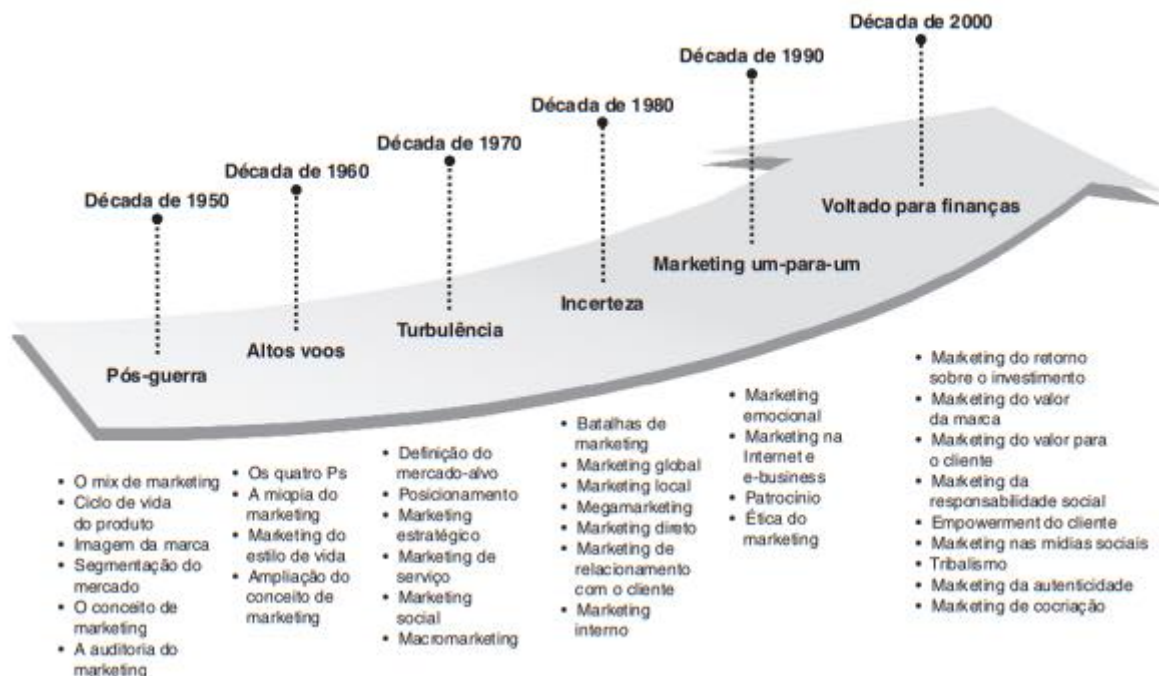 Década de 1950
Década de 1960
Década de 1970
Década de 1980
Década de 1990
Década de 2000
Pós-guerra
Altos voos
Turbulência
Incerteza
Marketing um-para-um
Voltado para finanças
• O mix de marketing
• Ciclo de vida
do produto
• Imagem da marca
• Segmentação do
mercado
• O conceito de
marketing
• A auditoria do
marketing
• Os quatro Ps
• A miopia do
marketing
• Marketing do
estilo de vida
• Ampliação do
conceito de
marketing
• Definição do
mercado-alvo
• Posicionamento
• Marketing
estratégico
• Marketing de
serviço
• Marketing
social
• Macromarketing
• Batalhas de
marketing
• Marketing global
• Marketing local
• Megamarketing
• Marketing direto
• Marketing de
relacionamento
com o cliente
• Marketing
interno
• Marketing
emocional
• Marketing na
Internet e
e-business
• Patrocínio
• Ética do
marketing
• Marketing do retorno
sobre o investimento
• Marketing do valor
da marca
• Marketing do valor para
o cliente
• Marketing da
responsabilidade social
• Empowerment do cliente
• Marketing nas mídias sociais
• Tribalismo
• Marketing da autenticidade
• Marketing de cocriação